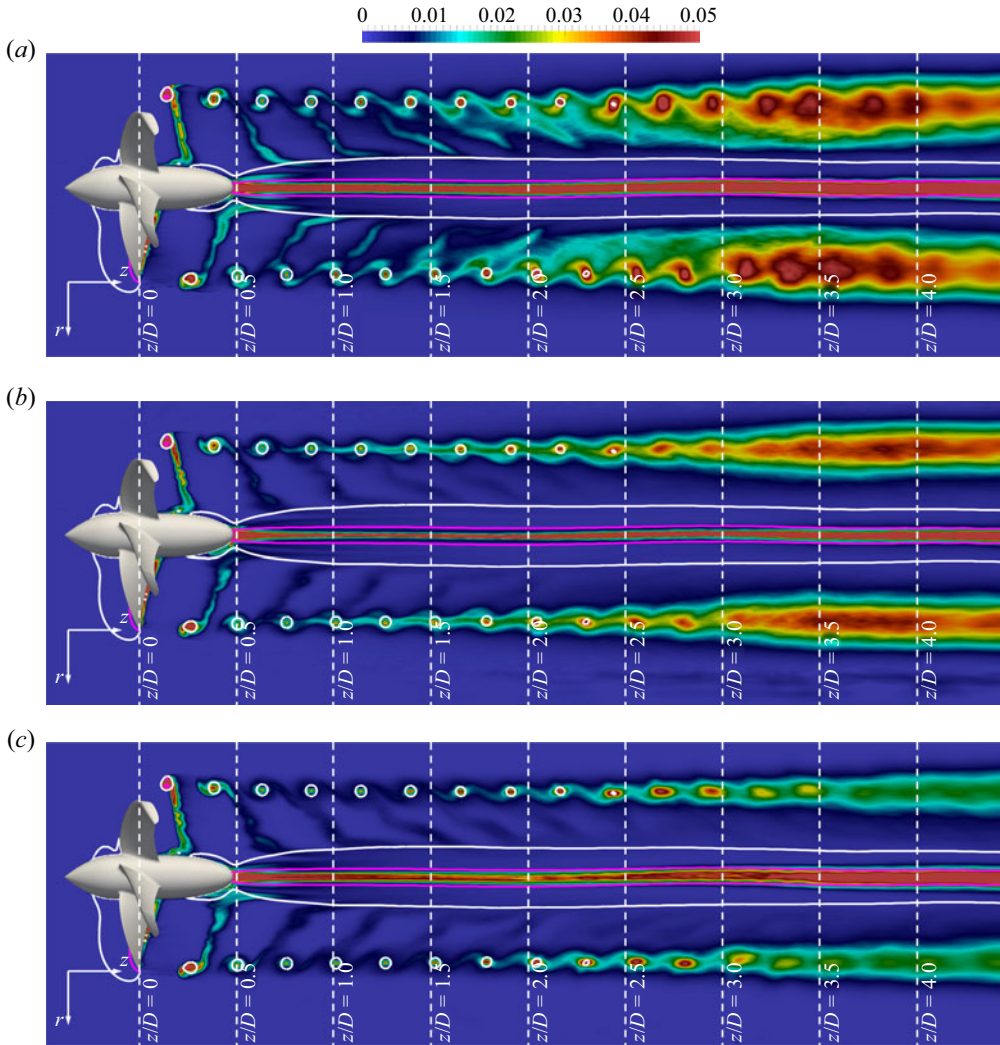 0 0.01 0.02 0.03 0.04 0.05
(a)
z
r
z/D = 0
z/D = 0.5
z/D = 1.0
z/D = 1.5
z/D = 2.0
z/D = 2.5
z/D = 3.0
z/D = 3.5
z/D = 4.0
(b)
z
r
z/D = 0
z/D = 0.5
z/D = 1.0
z/D = 1.5
z/D = 2.0
z/D = 2.5
z/D = 3.0
z/D = 3.5
z/D = 4.0
(c)
z
r
z/D = 0
z/D = 0.5
z/D = 1.0
z/D = 1.5
z/D = 2.0
z/D = 2.5
z/D = 3.0
z/D = 3.5
z/D = 4.0